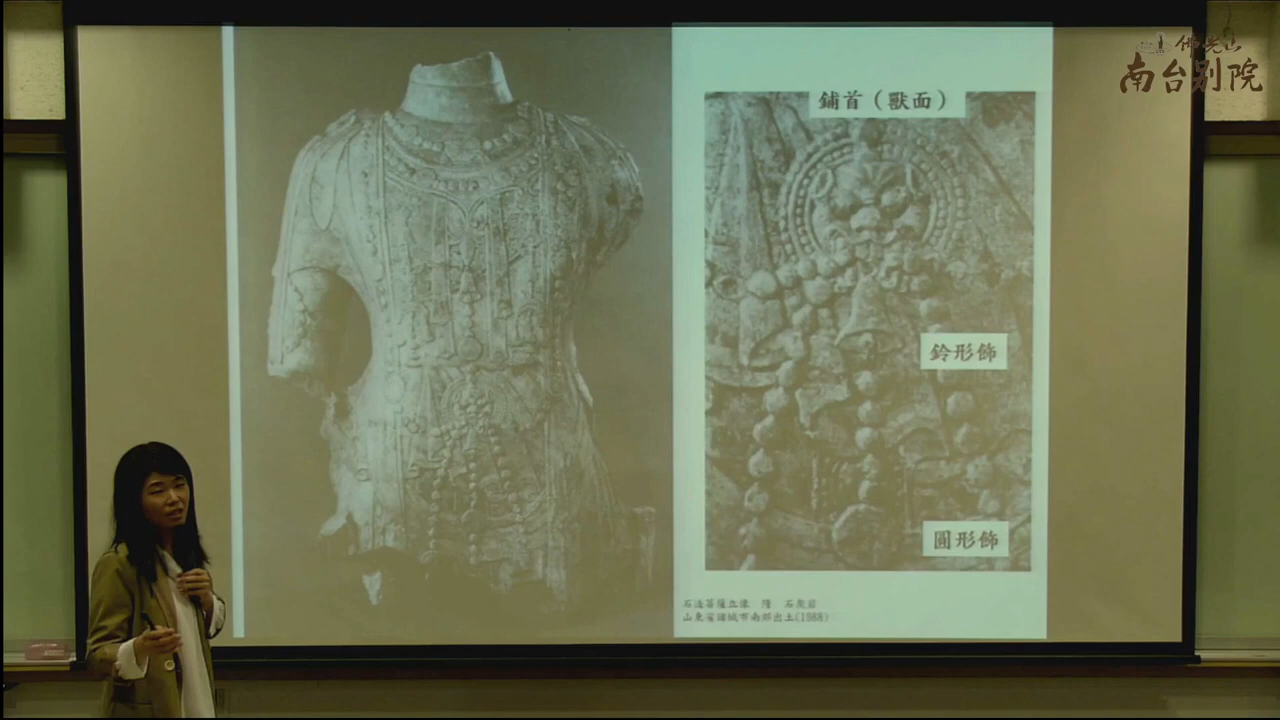 佛光山
南台別院
鋪首（獸面）
鈴形飾
圓形飾
石造菩薩立像 隋 石灰岩
山東省諸城市南郊出土(1988)